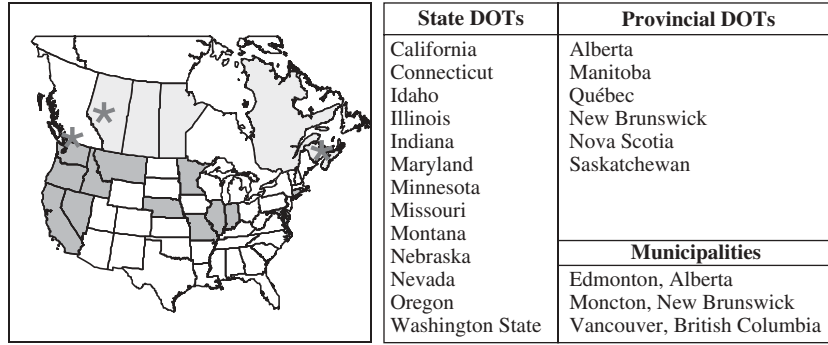 State DOTs
California
Connecticut
Idaho
Illinois
Indiana
Maryland
Minnesota
Missouri
Montana
Nebraska
Nevada
Oregon
Washington State
Provincial DOTs
Alberta
Manitoba
Québec
New Brunswick
Nova Scotia
Saskatchewan
Municipalities
Edmonton, Alberta
Moncton, New Brunswick
Vancouver, British Columbia